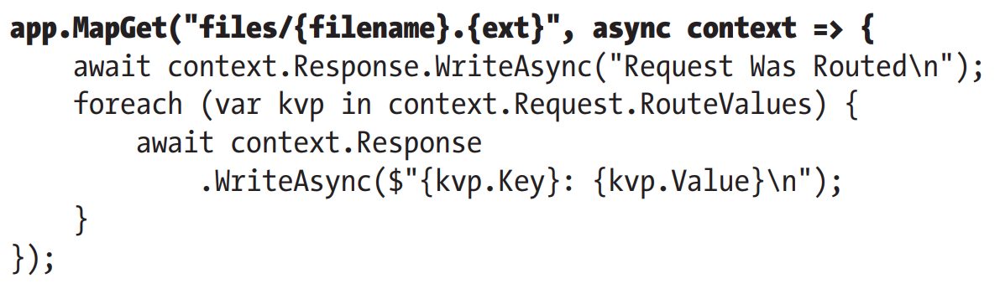 app.MapGet("files/{filename}.{ext}", async context => {
    await context.Response.WriteAsync("Request Was Routed\n");
    foreach (var kvp in context.Request.RouteValues) {
        await context.Response
            .WriteAsync($"{kvp.Key}: {kvp.Value}\n");
    }
});